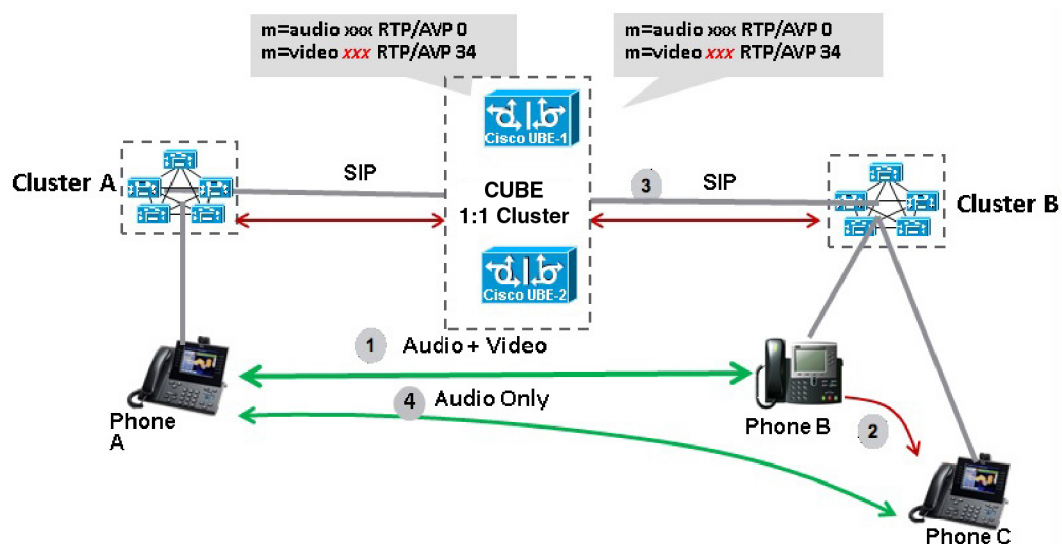 m=audio xxx RTP/AVP 0
m=video xxx RTP/AVP 34
m=audio xxx RTP/AVP 0
m=video xxx RTP/AVP 34
Cisco UBE-1
Cluster A
SIP
CUBE
1:1 Cluster
3
SIP
Cluster B
Cisco UBE-2
1
Audio + Video
4
Audio Only
Phone
A
Phone B
2
Phone C